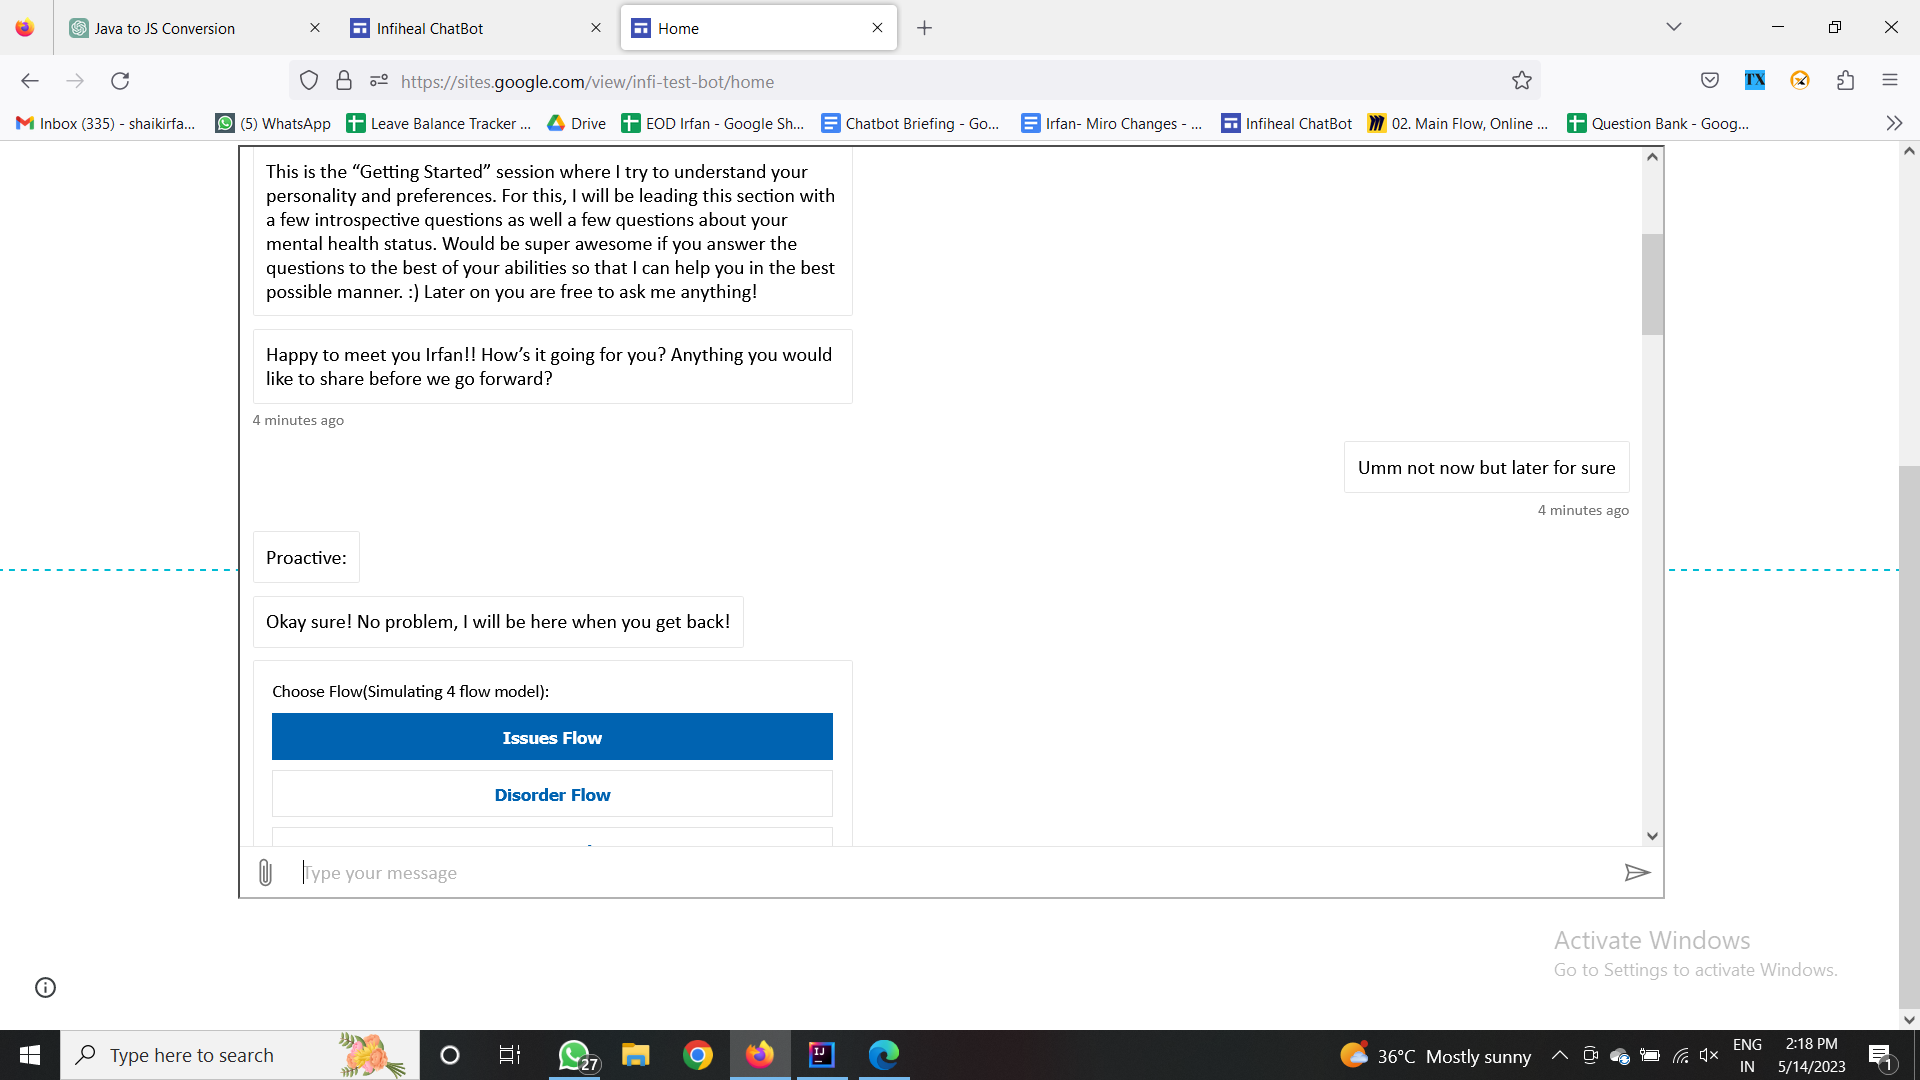 Java to JS Conversion
Infiheal ChatBot
Home
https://sites.google.com/view/infi-test-bot/home
TX
Inbox (335) - shaikirfa...
(5) WhatsApp
Leave Balance Tracker ...
Drive
EOD Irfan - Google Sh...
Chatbot Briefing - Go...
Irfan- Miro Changes - ...
Infiheal ChatBot
02. Main Flow, Online ...
Question Bank - Goog...
This is the “Getting Started” session where I try to understand your
personality and preferences. For this, I will be leading this section with
a few introspective questions as well a few questions about your
mental health status. Would be super awesome if you answer the
questions to the best of your abilities so that I can help you in the best
possible manner. :) Later on you are free to ask me anything!
Happy to meet you Irfan!! How’s it going for you? Anything you would
like to share before we go forward?
4 minutes ago
Umm not now but later for sure
4 minutes ago
Proactive:
Okay sure! No problem, I will be here when you get back!
Choose Flow(Simulating 4 flow model):
Issues Flow
Disorder Flow
Type your message
Activate Windows
Go to Settings to activate Windows.
Type here to search
27
IJ
36°C Mostly sunny
ENG
IN
2:18 PM
5/14/2023
1